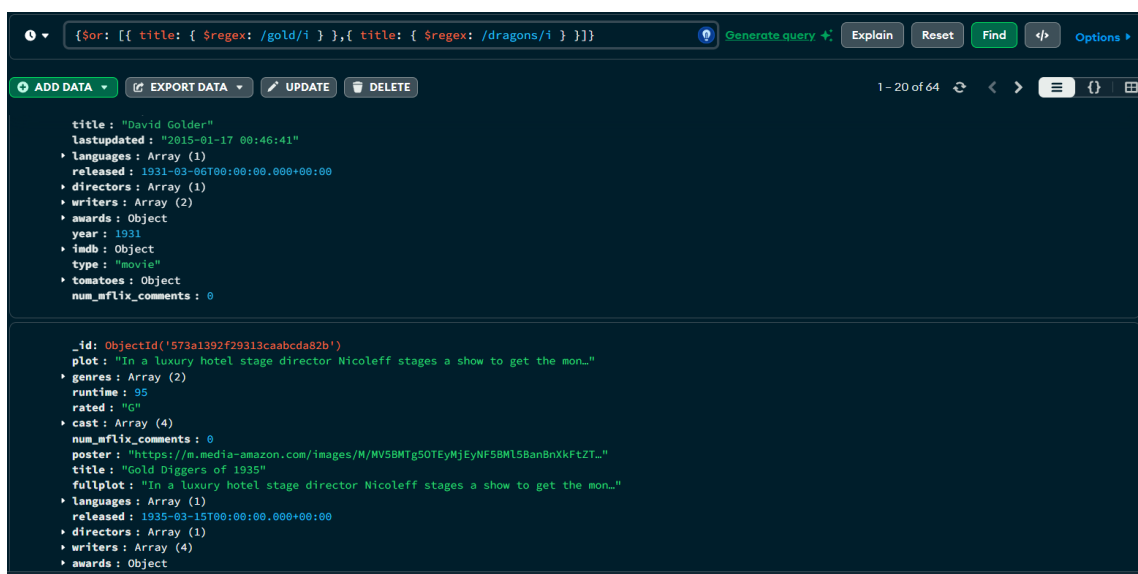 {$or: [{ title: { $regex: /gold/i } },{ title: { $regex: /dragons/i } }]}
Generate query
Explain
Reset
Find
</>
Options
ADD DATA
EXPORT DATA
UPDATE
DELETE
1 – 20 of 64
{}
title : "David Golder"
lastupdated : "2015-01-17 00:46:41"
languages : Array (1)
released : 1931-03-06T00:00:00.000+00:00
directors : Array (1)
writers : Array (2)
awards : Object
year : 1931
imdb : Object
type : "movie"
tomatoes : Object
num_mflix_comments : 0
_id: ObjectId('573a1392f29313caabcda82b')
plot : "In a luxury hotel stage director Nicoleff stages a show to get the mon…"
genres : Array (2)
runtime : 95
rated : "G"
cast : Array (4)
num_mflix_comments : 0
poster : "https://m.media-amazon.com/images/M/MV5BMTg5OTEyMjEyNF5BMl5BanBnXkFtZT…"
title : "Gold Diggers of 1935"
fullplot : "In a luxury hotel stage director Nicoleff stages a show to get the mon…"
languages : Array (1)
released : 1935-03-15T00:00:00.000+00:00
directors : Array (1)
writers : Array (4)
awards : Object